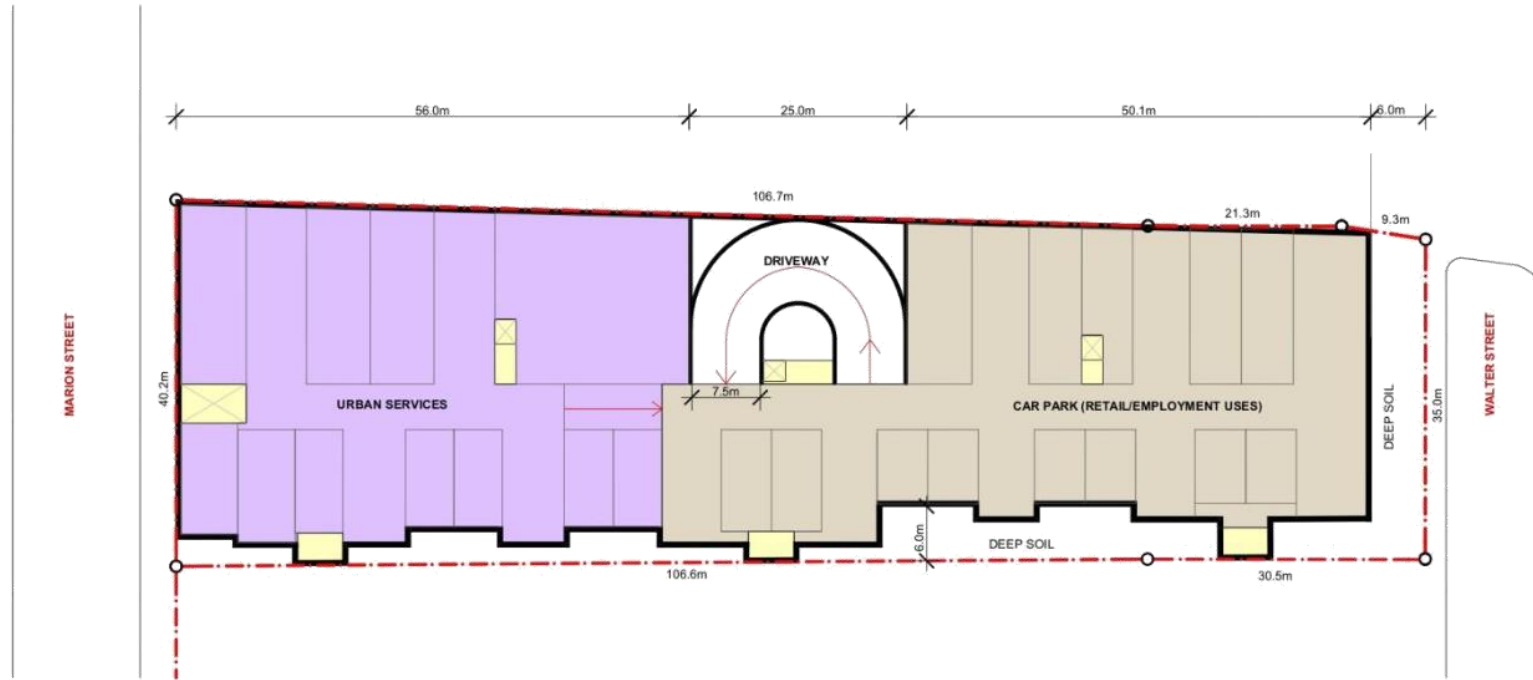 56.0m
25.0m
50.1m
6.0m
106.7m
21.3m
9.3m
DRIVEWAY
MARION STREET
40.2m
URBAN SERVICES
7.5m
CAR PARK (RETAIL/EMPLOYMENT USES)
DEEP SOIL
35.0m
WALTER STREET
6.0m
DEEP SOIL
106.6m
30.5m